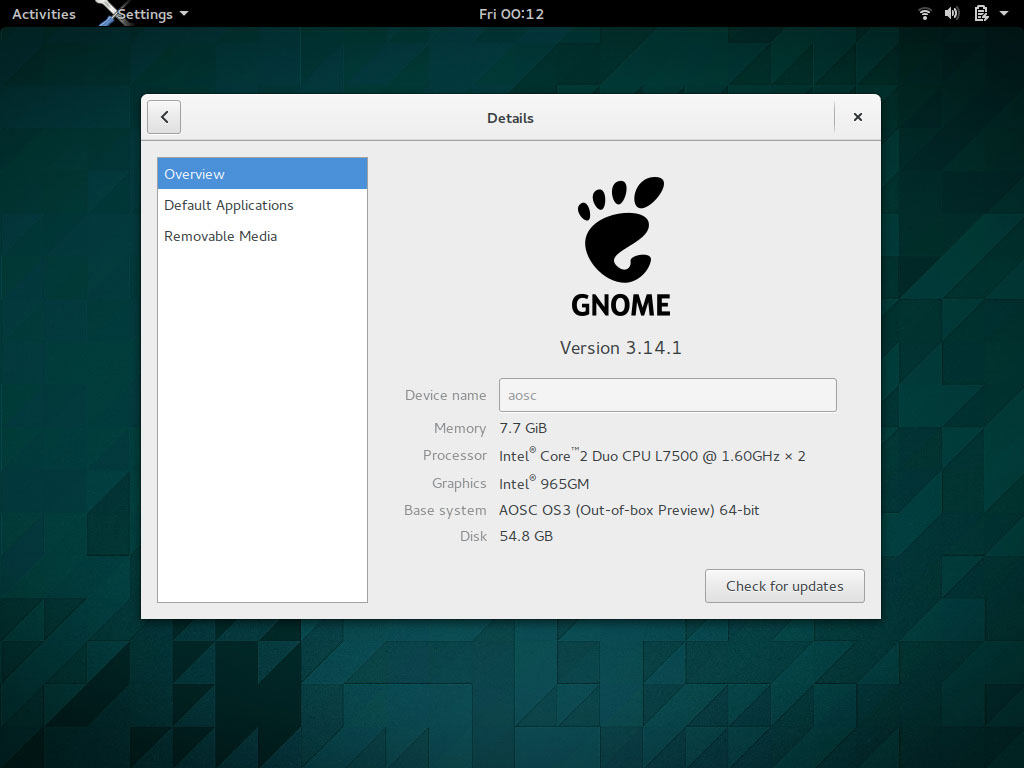 Activities Settings Fri 00:12
Details
Overview
Default Applications
Removable Media
GNOME
Version 3.14.1
Device name aosc
Memory 7.7 GiB
Processor Intel® Core™2 Duo CPU L7500 @ 1.60GHz × 2
Graphics Intel® 965GM
Base system AOSC OS3 (Out-of-box Preview) 64-bit
Disk 54.8 GB
Check for updates